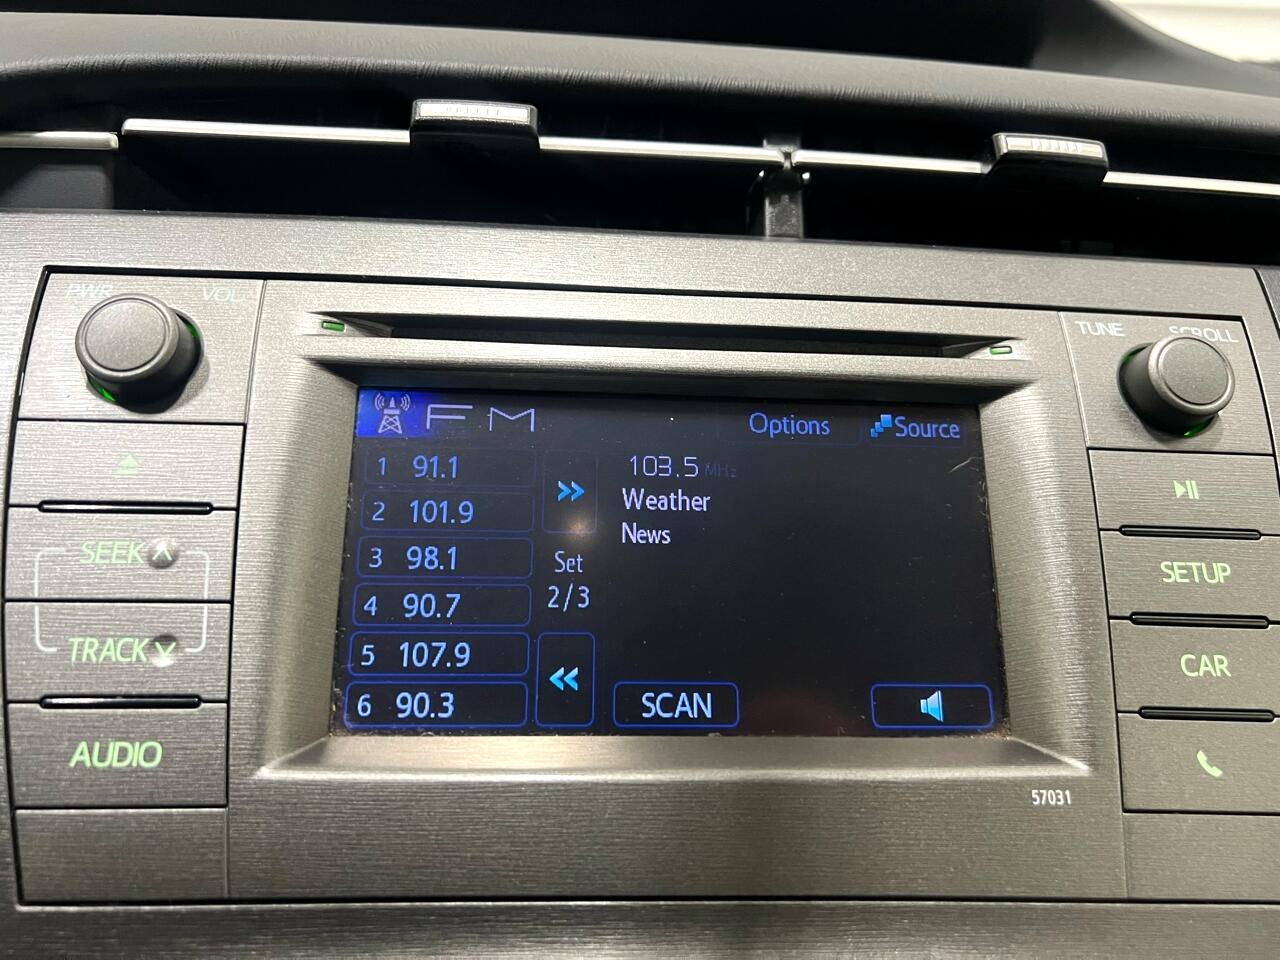 PWR VOL
TUNE SCROLL
FM
Options
Source
1 91.1
2 101.9
3 98.1
4 90.7
5 107.9
6 90.3
Set
2/3
103.5 MHz
Weather
News
SCAN
SEEK
TRACK
AUDIO
SETUP
CAR
57031